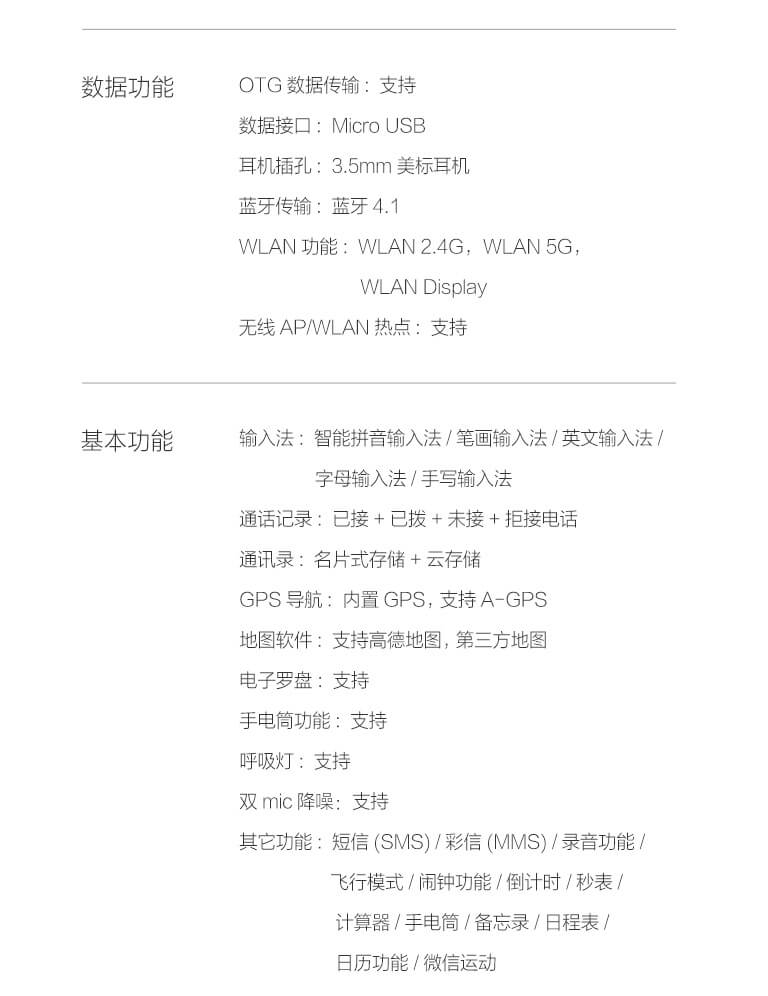 数据功能
OTG 数据传输：支持
数据接口：Micro USB
耳机插孔：3.5mm 美标耳机
蓝牙传输：蓝牙 4.1
WLAN 功能：WLAN 2.4G，WLAN 5G，
WLAN Display
无线 AP/WLAN 热点：支持
基本功能
输入法：智能拼音输入法 / 笔画输入法 / 英文输入法 /
字母输入法 / 手写输入法
通话记录：已接 + 已拨 + 未接 + 拒接电话
通讯录：名片式存储 + 云存储
GPS 导航：内置 GPS，支持 A-GPS
地图软件：支持高德地图，第三方地图
电子罗盘：支持
手电筒功能：支持
呼吸灯：支持
双 mic 降噪：支持
其它功能：短信 (SMS) / 彩信 (MMS) / 录音功能 /
飞行模式 / 闹钟功能 / 倒计时 / 秒表 /
计算器 / 手电筒 / 备忘录 / 日程表 /
日历功能 / 微信运动